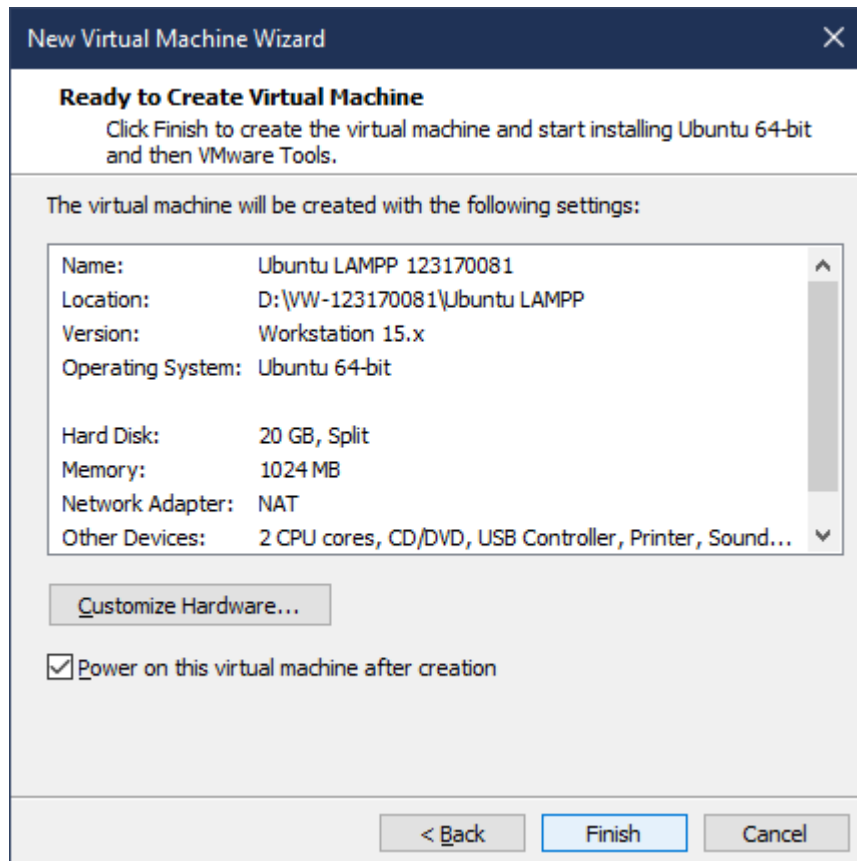 New Virtual Machine Wizard
Ready to Create Virtual Machine
Click Finish to create the virtual machine and start installing Ubuntu 64-bit
and then VMware Tools.
The virtual machine will be created with the following settings:
Name: Ubuntu LAMPP 123170081
Location: D:\VW-123170081\Ubuntu LAMPP
Version: Workstation 15.x
Operating System: Ubuntu 64-bit
Hard Disk: 20 GB, Split
Memory: 1024 MB
Network Adapter: NAT
Other Devices: 2 CPU cores, CD/DVD, USB Controller, Printer, Sound...
Customize Hardware...
Power on this virtual machine after creation
< Back Finish Cancel